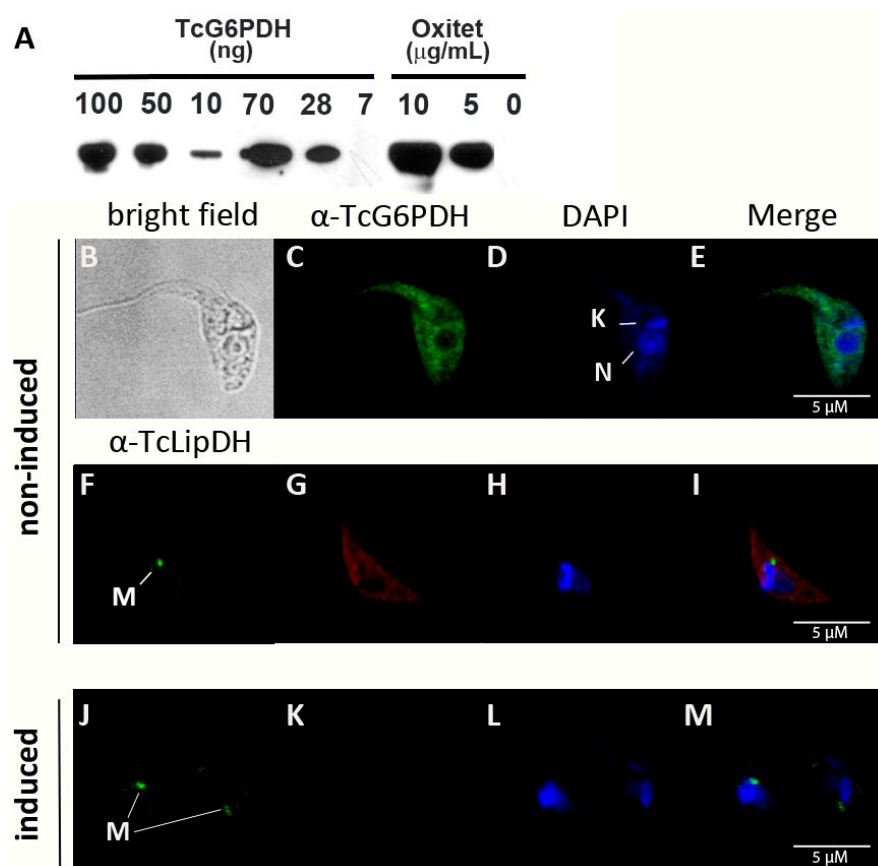 A
TcG6PDH
(ng)
Oxitet
(µg/mL)
100 50 10 70 28 7 10 5 0
bright field α-TcG6PDH DAPI Merge
B C D E
K
N
5 µM
non-induced
α-TcLipDH
F G H I
M
5 µM
induced
J K L M
M
5 µM